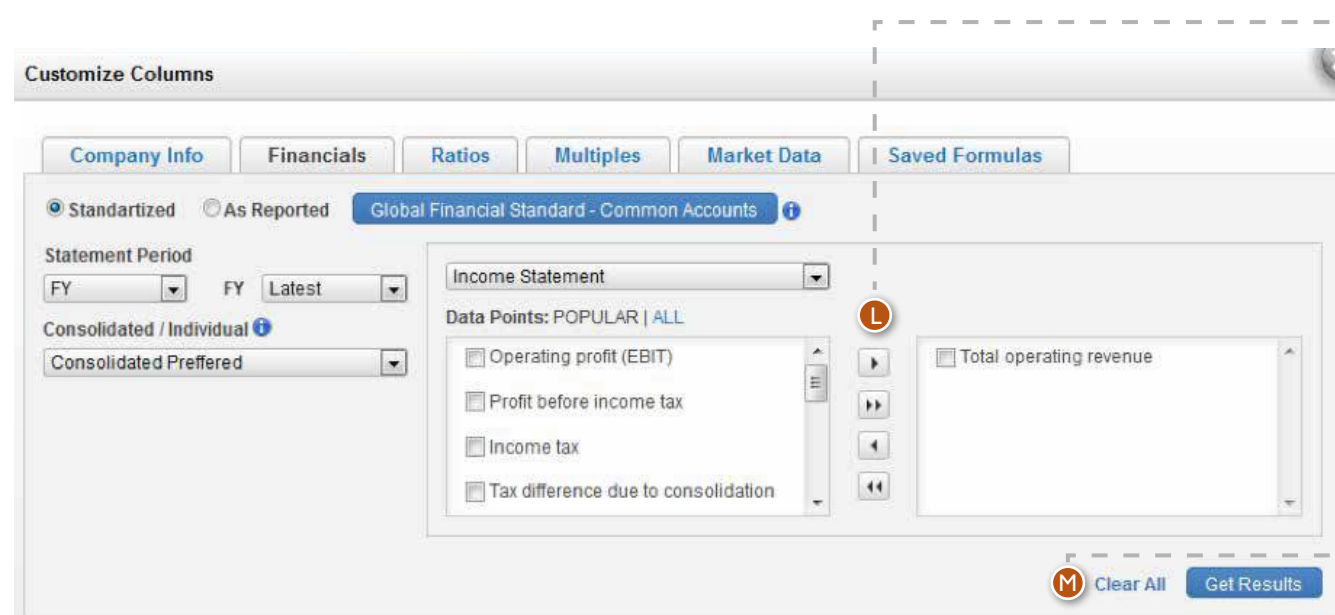 Customize Columns
Company Info Financials Ratios Multiples Market Data Saved Formulas
Standartized As Reported Global Financial Standard - Common Accounts i
Statement Period
FY FY Latest
Consolidated / Individual i
Consolidated Preffered
Income Statement
Data Points: POPULAR | ALL
L
Operating profit (EBIT)
Profit before income tax
Income tax
Tax difference due to consolidation
Total operating revenue
M Clear All Get Results